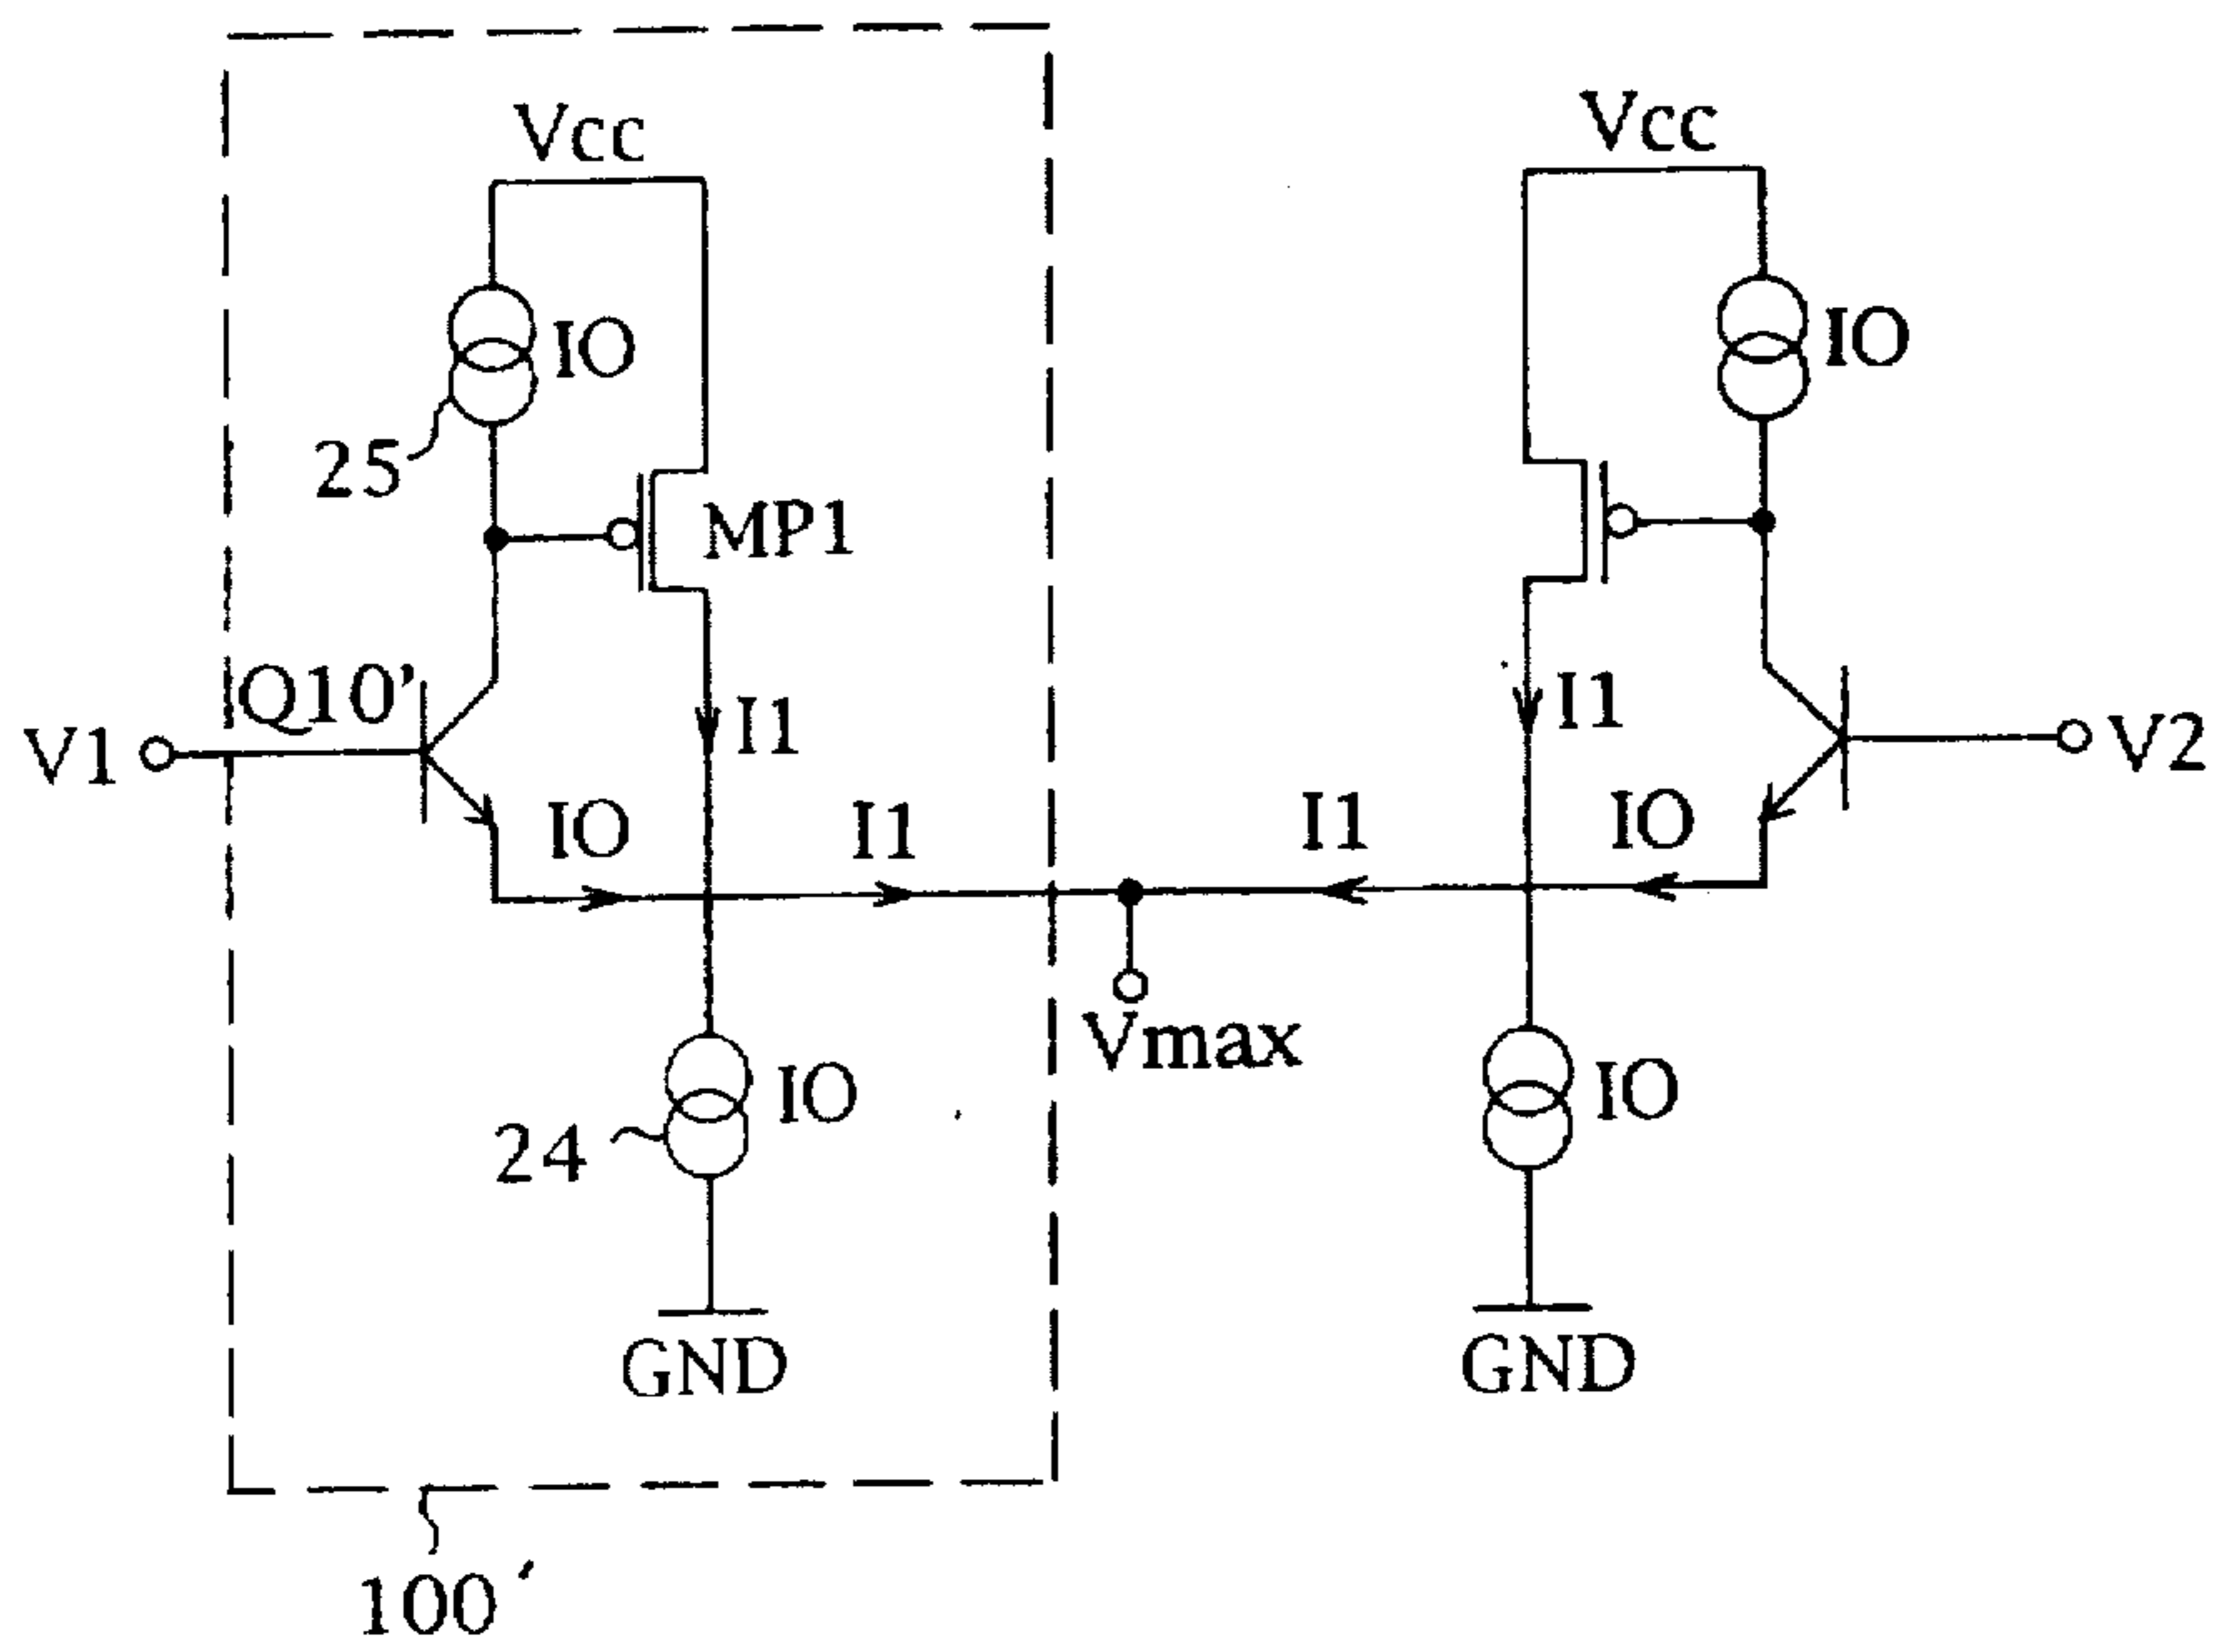 Vcc
Vcc
IO
IO
25
MP1
Q10'
I1
I1
V1
V2
IO
I1
I1
IO
Vmax
IO
IO
24
GND
GND
100'